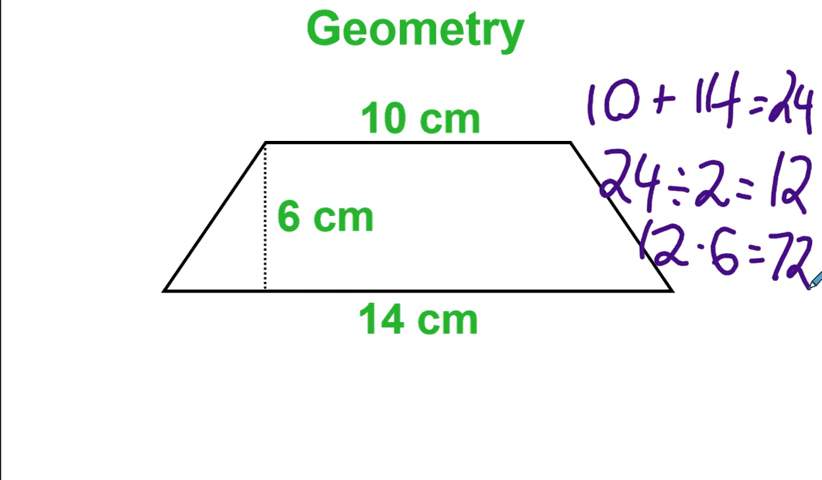 Geometry
10 cm
10 + 14 = 24
24 ÷ 2 = 12
6 cm
12 · 6 = 72
14 cm